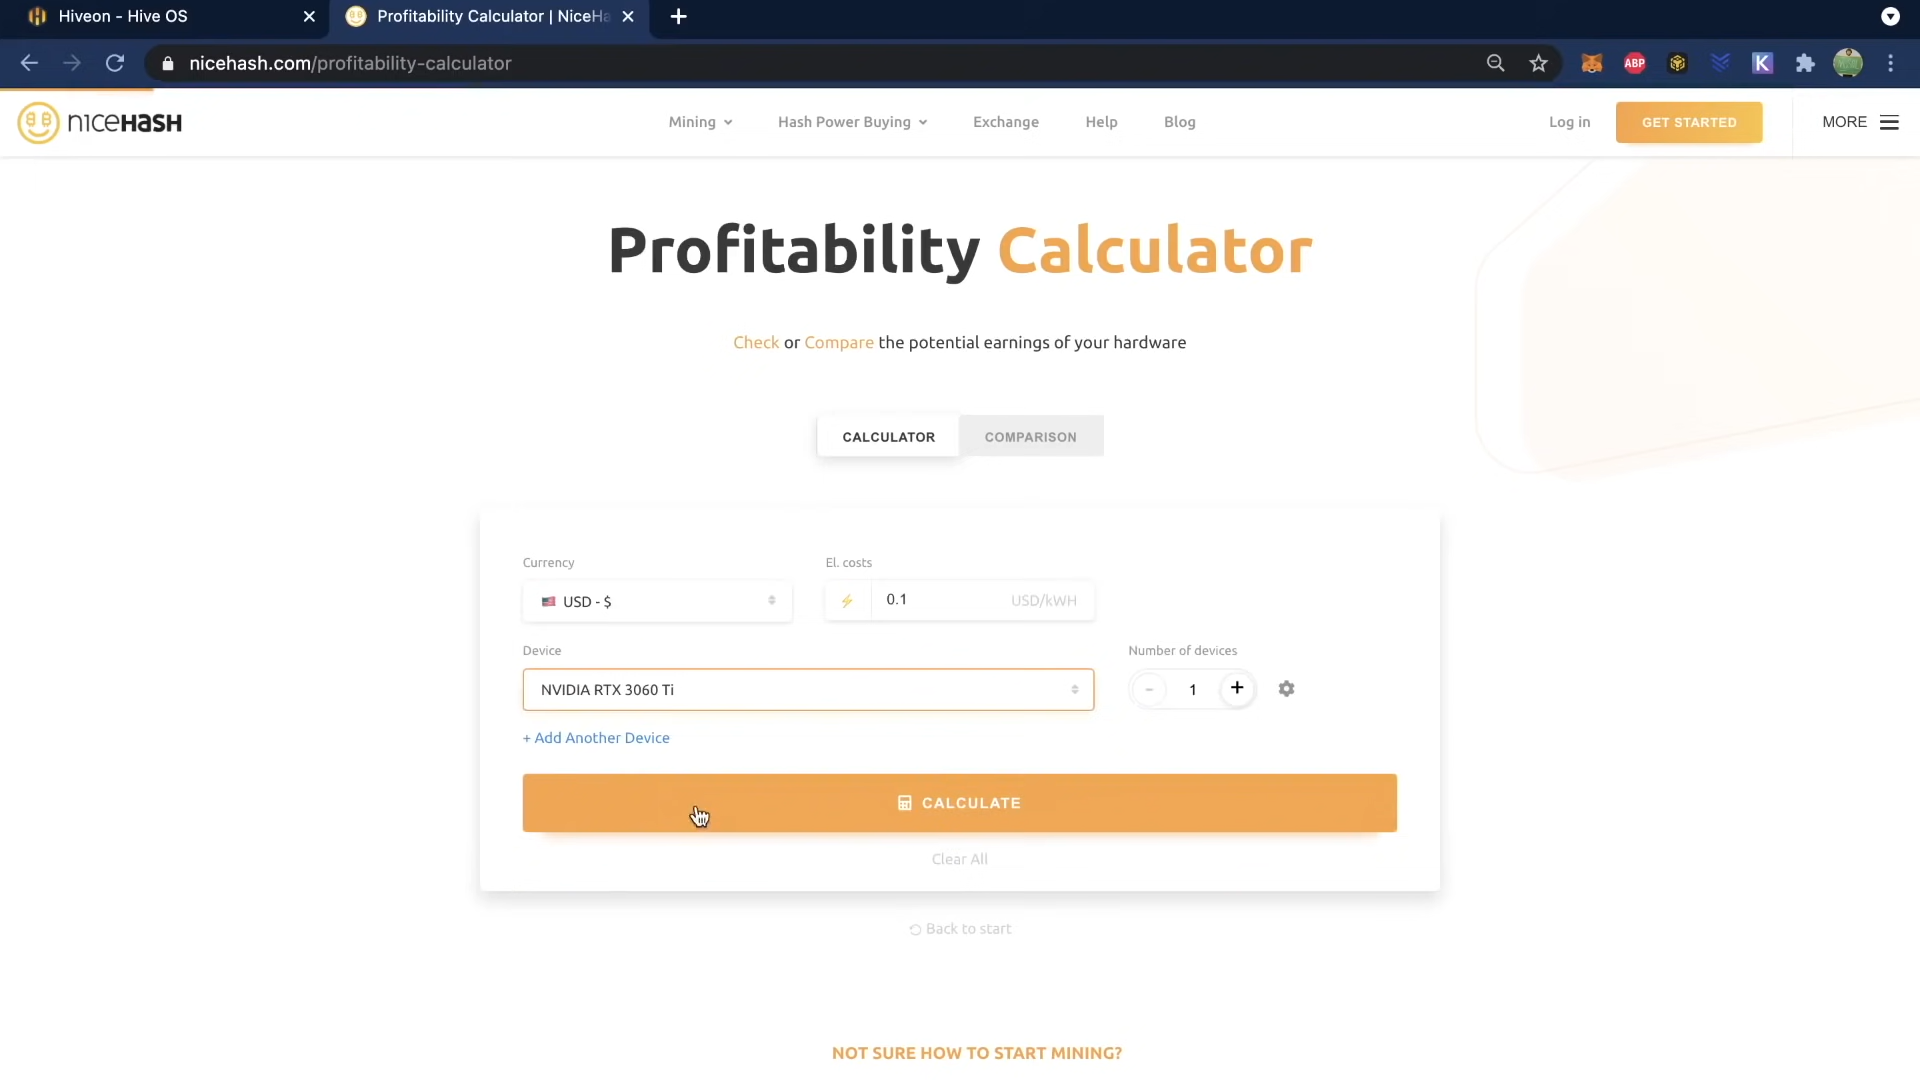 Hiveon - Hive OS
Profitability Calculator | NiceHa
nicehash.com/profitability-calculator
ABP
K
nıceHASH
Mining
Hash Power Buying
Exchange
Help
Blog
Log in
GET STARTED
MORE
Profitability Calculator
Check or Compare the potential earnings of your hardware
CALCULATOR
COMPARISON
Currency
El. costs
USD - $
0.1
USD/kWH
Device
Number of devices
NVIDIA RTX 3060 Ti
- 1 +
+ Add Another Device
CALCULATE
Clear All
Back to start
NOT SURE HOW TO START MINING?